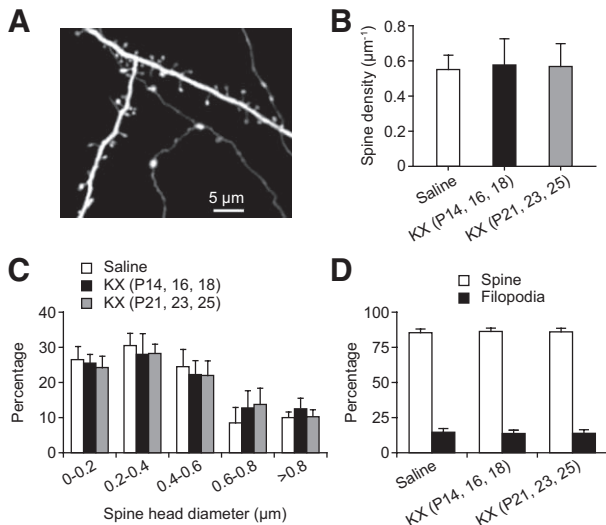 A
5 µm
B
Spine density (µm⁻¹)
0.8
0.6
0.4
0.2
0
Saline
KX (P14, 16, 18)
KX (P21, 23, 25)
C
Saline
KX (P14, 16, 18)
KX (P21, 23, 25)
Percentage
40
30
20
10
0
0-0.2
0.2-0.4
0.4-0.6
0.6-0.8
>0.8
Spine head diameter (µm)
D
Spine
Filopodia
Percentage
100
75
50
25
0
Saline
KX (P14, 16, 18)
KX (P21, 23, 25)